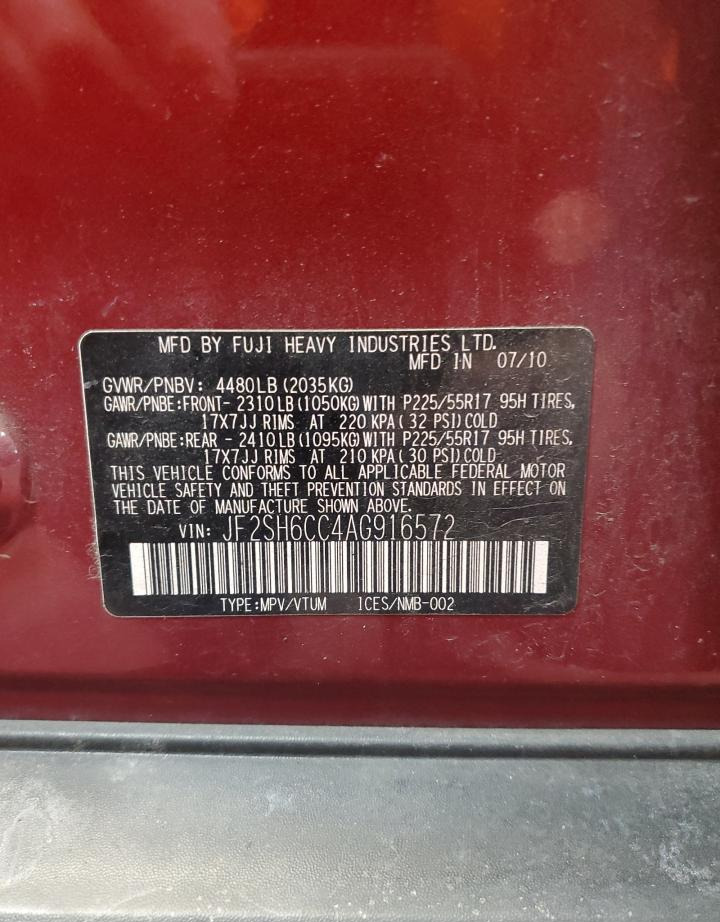 MFD BY FUJI HEAVY INDUSTRIES LTD.
MFD IN 07/10
GVWR/PNBV: 4480LB(2035KG)
GAWR/PNBE:FRONT- 2310LB(1050KG)WITH P225/55R17 95H TIRES,
17X7JJ RIMS AT 220 KPA( 32 PSI)COLD
GAWR/PNBE:REAR - 2410LB(1095KG)WITH P225/55R17 95H TIRES,
17X7JJ RIMS AT 210 KPA( 30 PSI)COLD
THIS VEHICLE CONFORMS TO ALL APPLICABLE FEDERAL MOTOR
VEHICLE SAFETY AND THEFT PREVENTION STANDARDS IN EFFECT ON
THE DATE OF MANUFACTURE SHOWN ABOVE.
VIN: JF2SH6CC4AG916572
TYPE:MPV/VTUM ICES/NMB-002